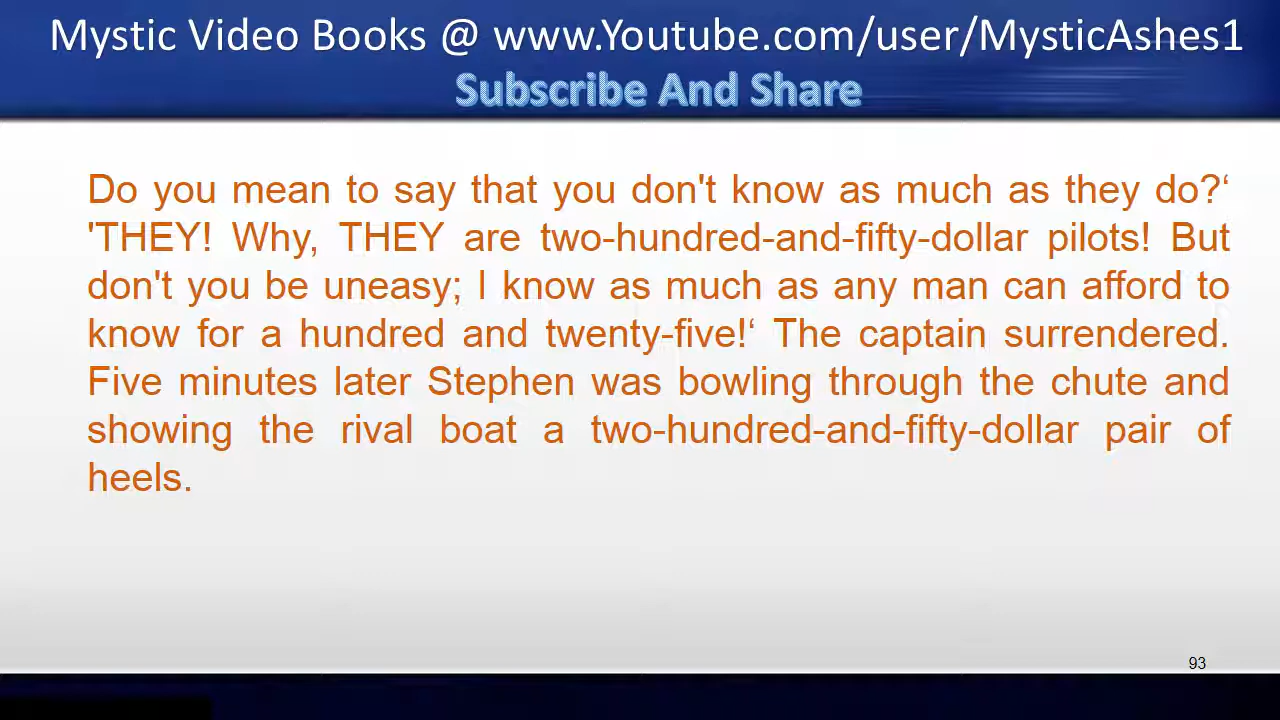 Mystic Video Books @ www.Youtube.com/user/MysticAshes1
Subscribe And Share
Do you mean to say that you don't know as much as they do?‘
'THEY! Why, THEY are two-hundred-and-fifty-dollar pilots! But
don't you be uneasy; I know as much as any man can afford to
know for a hundred and twenty-five!‘ The captain surrendered.
Five minutes later Stephen was bowling through the chute and
showing the rival boat a two-hundred-and-fifty-dollar pair of
heels.
93